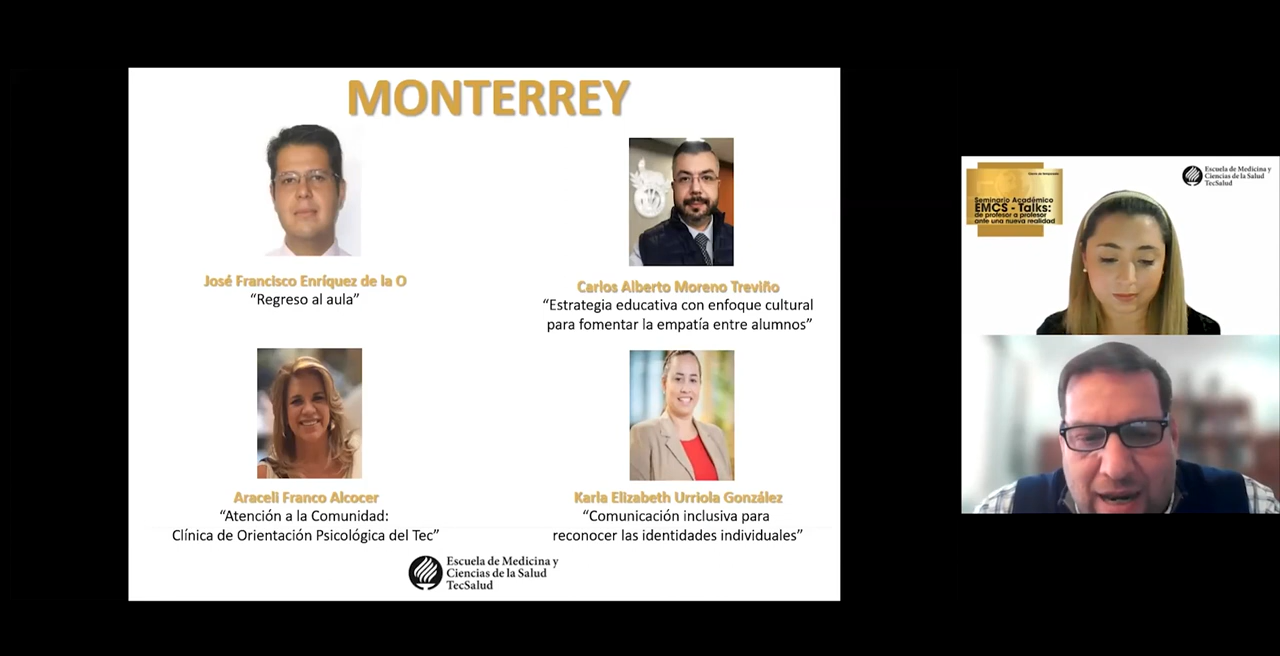 MONTERREY
José Francisco Enríquez de la O
“Regreso al aula”
Carlos Alberto Moreno Treviño
“Estrategia educativa con enfoque cultural
para fomentar la empatía entre alumnos”
Araceli Franco Alcocer
“Atención a la Comunidad:
Clínica de Orientación Psicológica del Tec”
Karla Elizabeth Urriola González
“Comunicación inclusiva para
reconocer las identidades individuales”
Escuela de Medicina y
Ciencias de la Salud
TecSalud
Seminario Académico
EMCS - Talks:
de profesor a profesor
ante una nueva realidad
Escuela de Medicina y
Ciencias de la Salud
TecSalud